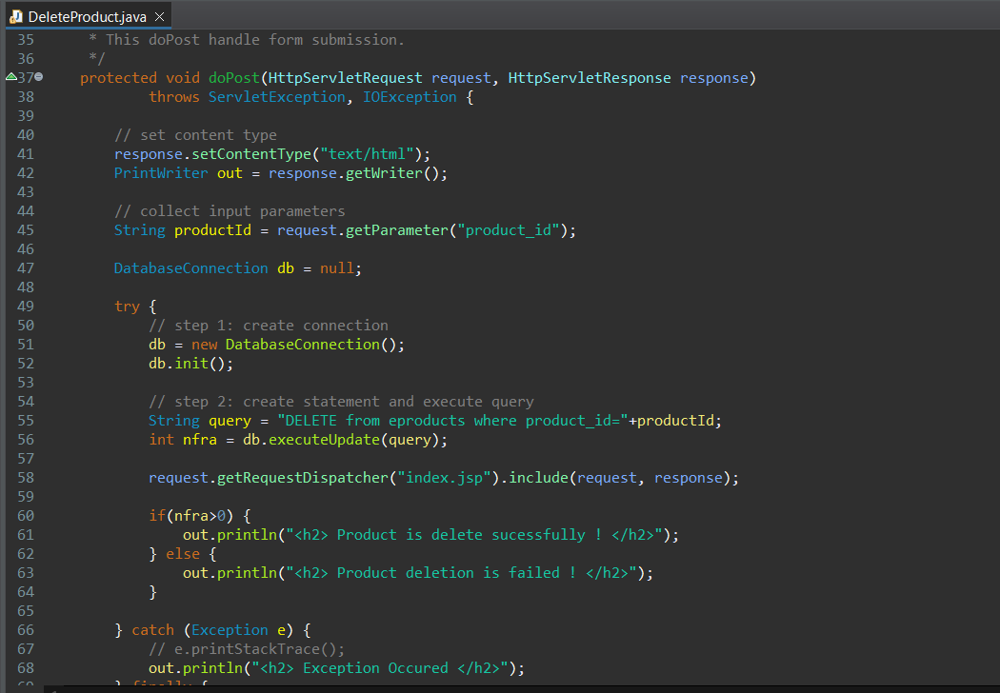 DeleteProduct.java
35 * This doPost handle form submission.
36 */
37 protected void doPost(HttpServletRequest request, HttpServletResponse response)
38 throws ServletException, IOException {
39
40 // set content type
41 response.setContentType("text/html");
42 PrintWriter out = response.getWriter();
43
44 // collect input parameters
45 String productId = request.getParameter("product_id");
46
47 DatabaseConnection db = null;
48
49 try {
50 // step 1: create connection
51 db = new DatabaseConnection();
52 db.init();
53
54 // step 2: create statement and execute query
55 String query = "DELETE from eproducts where product_id="+productId;
56 int nfra = db.executeUpdate(query);
57
58 request.getRequestDispatcher("index.jsp").include(request, response);
59
60 if(nfra>0) {
61 out.println("<h2> Product is delete sucessfully ! </h2>");
62 } else {
63 out.println("<h2> Product deletion is failed ! </h2>");
64 }
65
66 } catch (Exception e) {
67 // e.printStackTrace();
68 out.println("<h2> Exception Occured </h2>");
69 } finally {